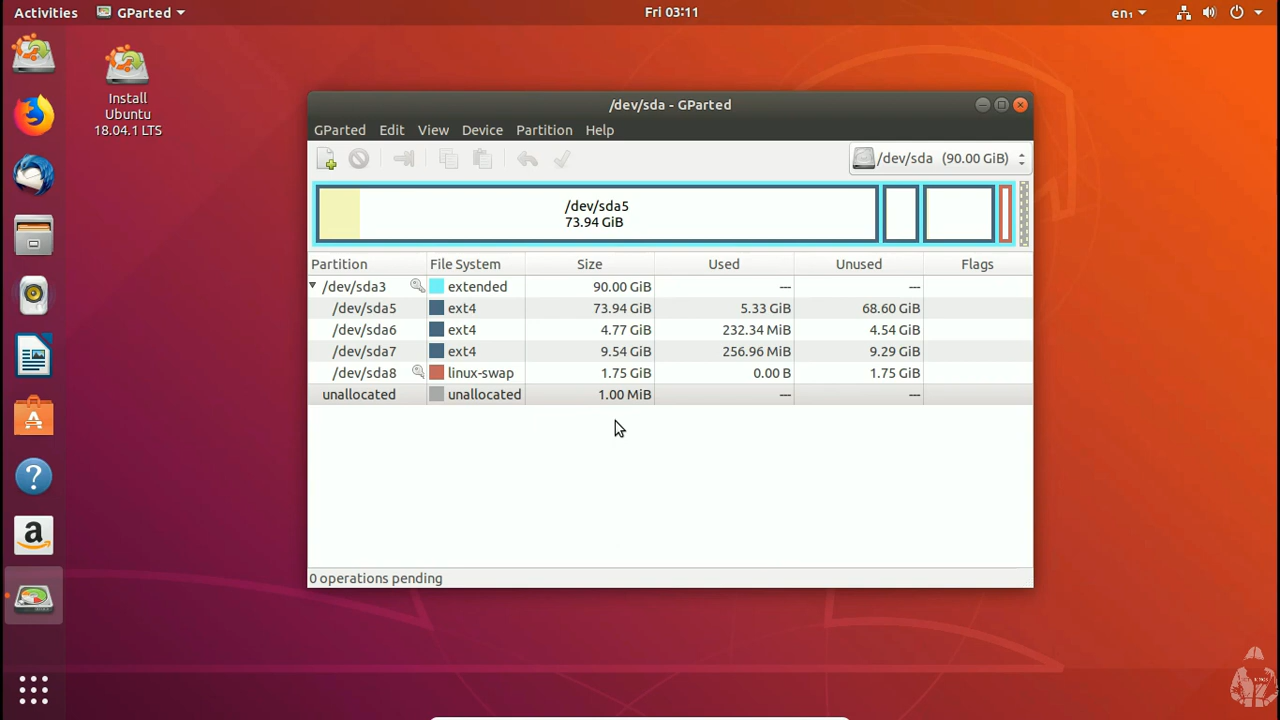 Activities GParted Fri 03:11 en₁
Install
Ubuntu
18.04.1 LTS
/dev/sda - GParted
GParted Edit View Device Partition Help
/dev/sda (90.00 GiB)
/dev/sda5
73.94 GiB
Partition File System Size Used Unused Flags
/dev/sda3 extended 90.00 GiB --- ---
/dev/sda5 ext4 73.94 GiB 5.33 GiB 68.60 GiB
/dev/sda6 ext4 4.77 GiB 232.34 MiB 4.54 GiB
/dev/sda7 ext4 9.54 GiB 256.96 MiB 9.29 GiB
/dev/sda8 linux-swap 1.75 GiB 0.00 B 1.75 GiB
unallocated unallocated 1.00 MiB --- ---
0 operations pending